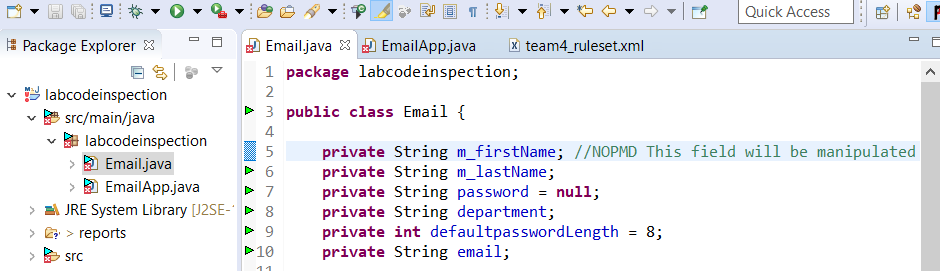 Quick Access
Package Explorer
Email.java
EmailApp.java
team4_ruleset.xml
labcodeinspection
src/main/java
labcodeinspection
Email.java
EmailApp.java
JRE System Library [J2SE-1
> reports
src
1 package labcodeinspection;
2
3 public class Email {
4
5 private String m_firstName; //NOPMD This field will be manipulated
6 private String m_lastName;
7 private String password = null;
8 private String department;
9 private int defaultpasswordLength = 8;
10 private String email;